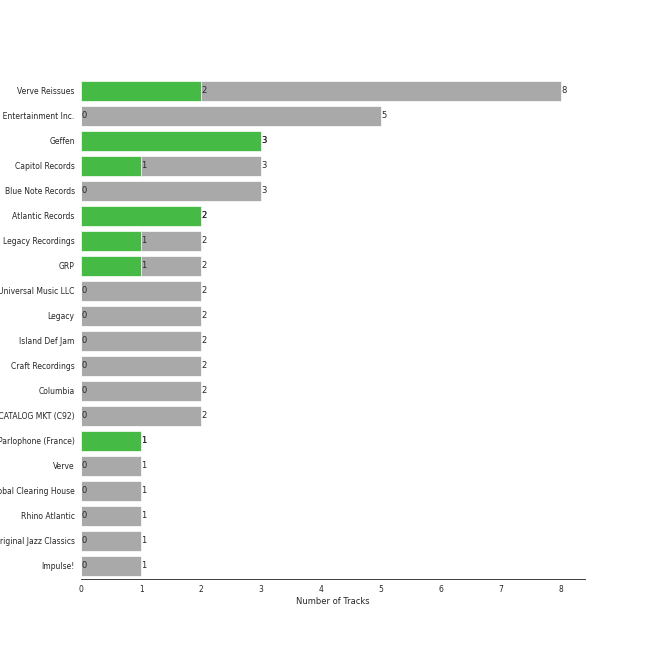 Verve Reissues 2 8
Entertainment Inc. 0 5
Geffen 3
Capitol Records 1 3
Blue Note Records 0 3
Atlantic Records 2
Legacy Recordings 1 2
GRP 1 2
Universal Music LLC 0 2
Legacy 0 2
Island Def Jam 0 2
Craft Recordings 0 2
Columbia 0 2
CATALOG MKT (C92) 0 2
Parlophone (France) 1
Verve 0 1
obal Clearing House 0 1
Rhino Atlantic 0 1
riginal Jazz Classics 0 1
Impulse! 0 1
0 1 2 3 4 5 6 7 8
Number of Tracks